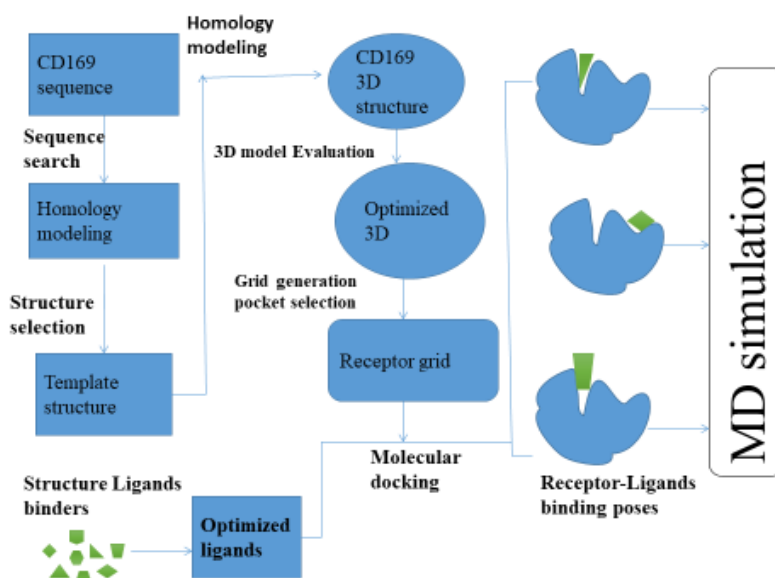 CD169
sequence
Sequence
search
Homology
modeling
Structure
selection
Template
structure
Homology
modeling
CD169
3D
structure
3D model Evaluation
Optimized
3D
Grid generation
pocket selection
Receptor grid
Molecular
docking
Structure Ligands
binders
Optimized
ligands
Receptor-Ligands
binding poses
MD simulation